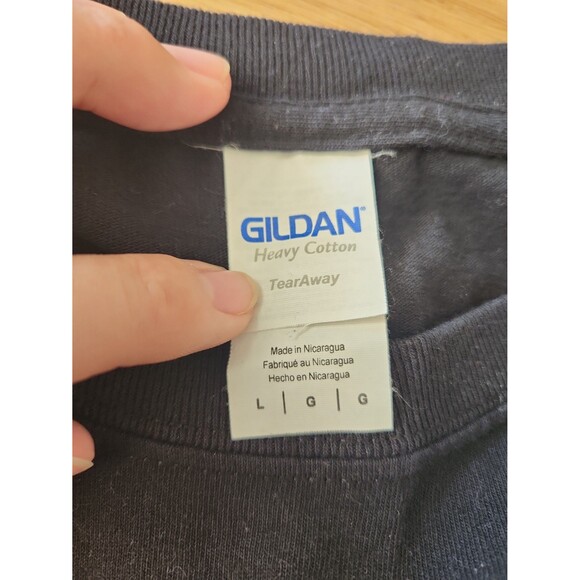 GILDAN®
Heavy Cotton
TearAway
Made in Nicaragua
Fabriqué au Nicaragua
Hecho en Nicaragua
L | G | G